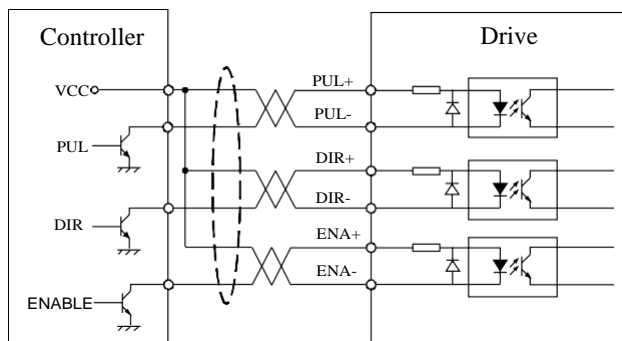 Controller
Drive
VCC
PUL+
PUL-
PUL
DIR+
DIR-
DIR
ENA+
ENA-
ENABLE